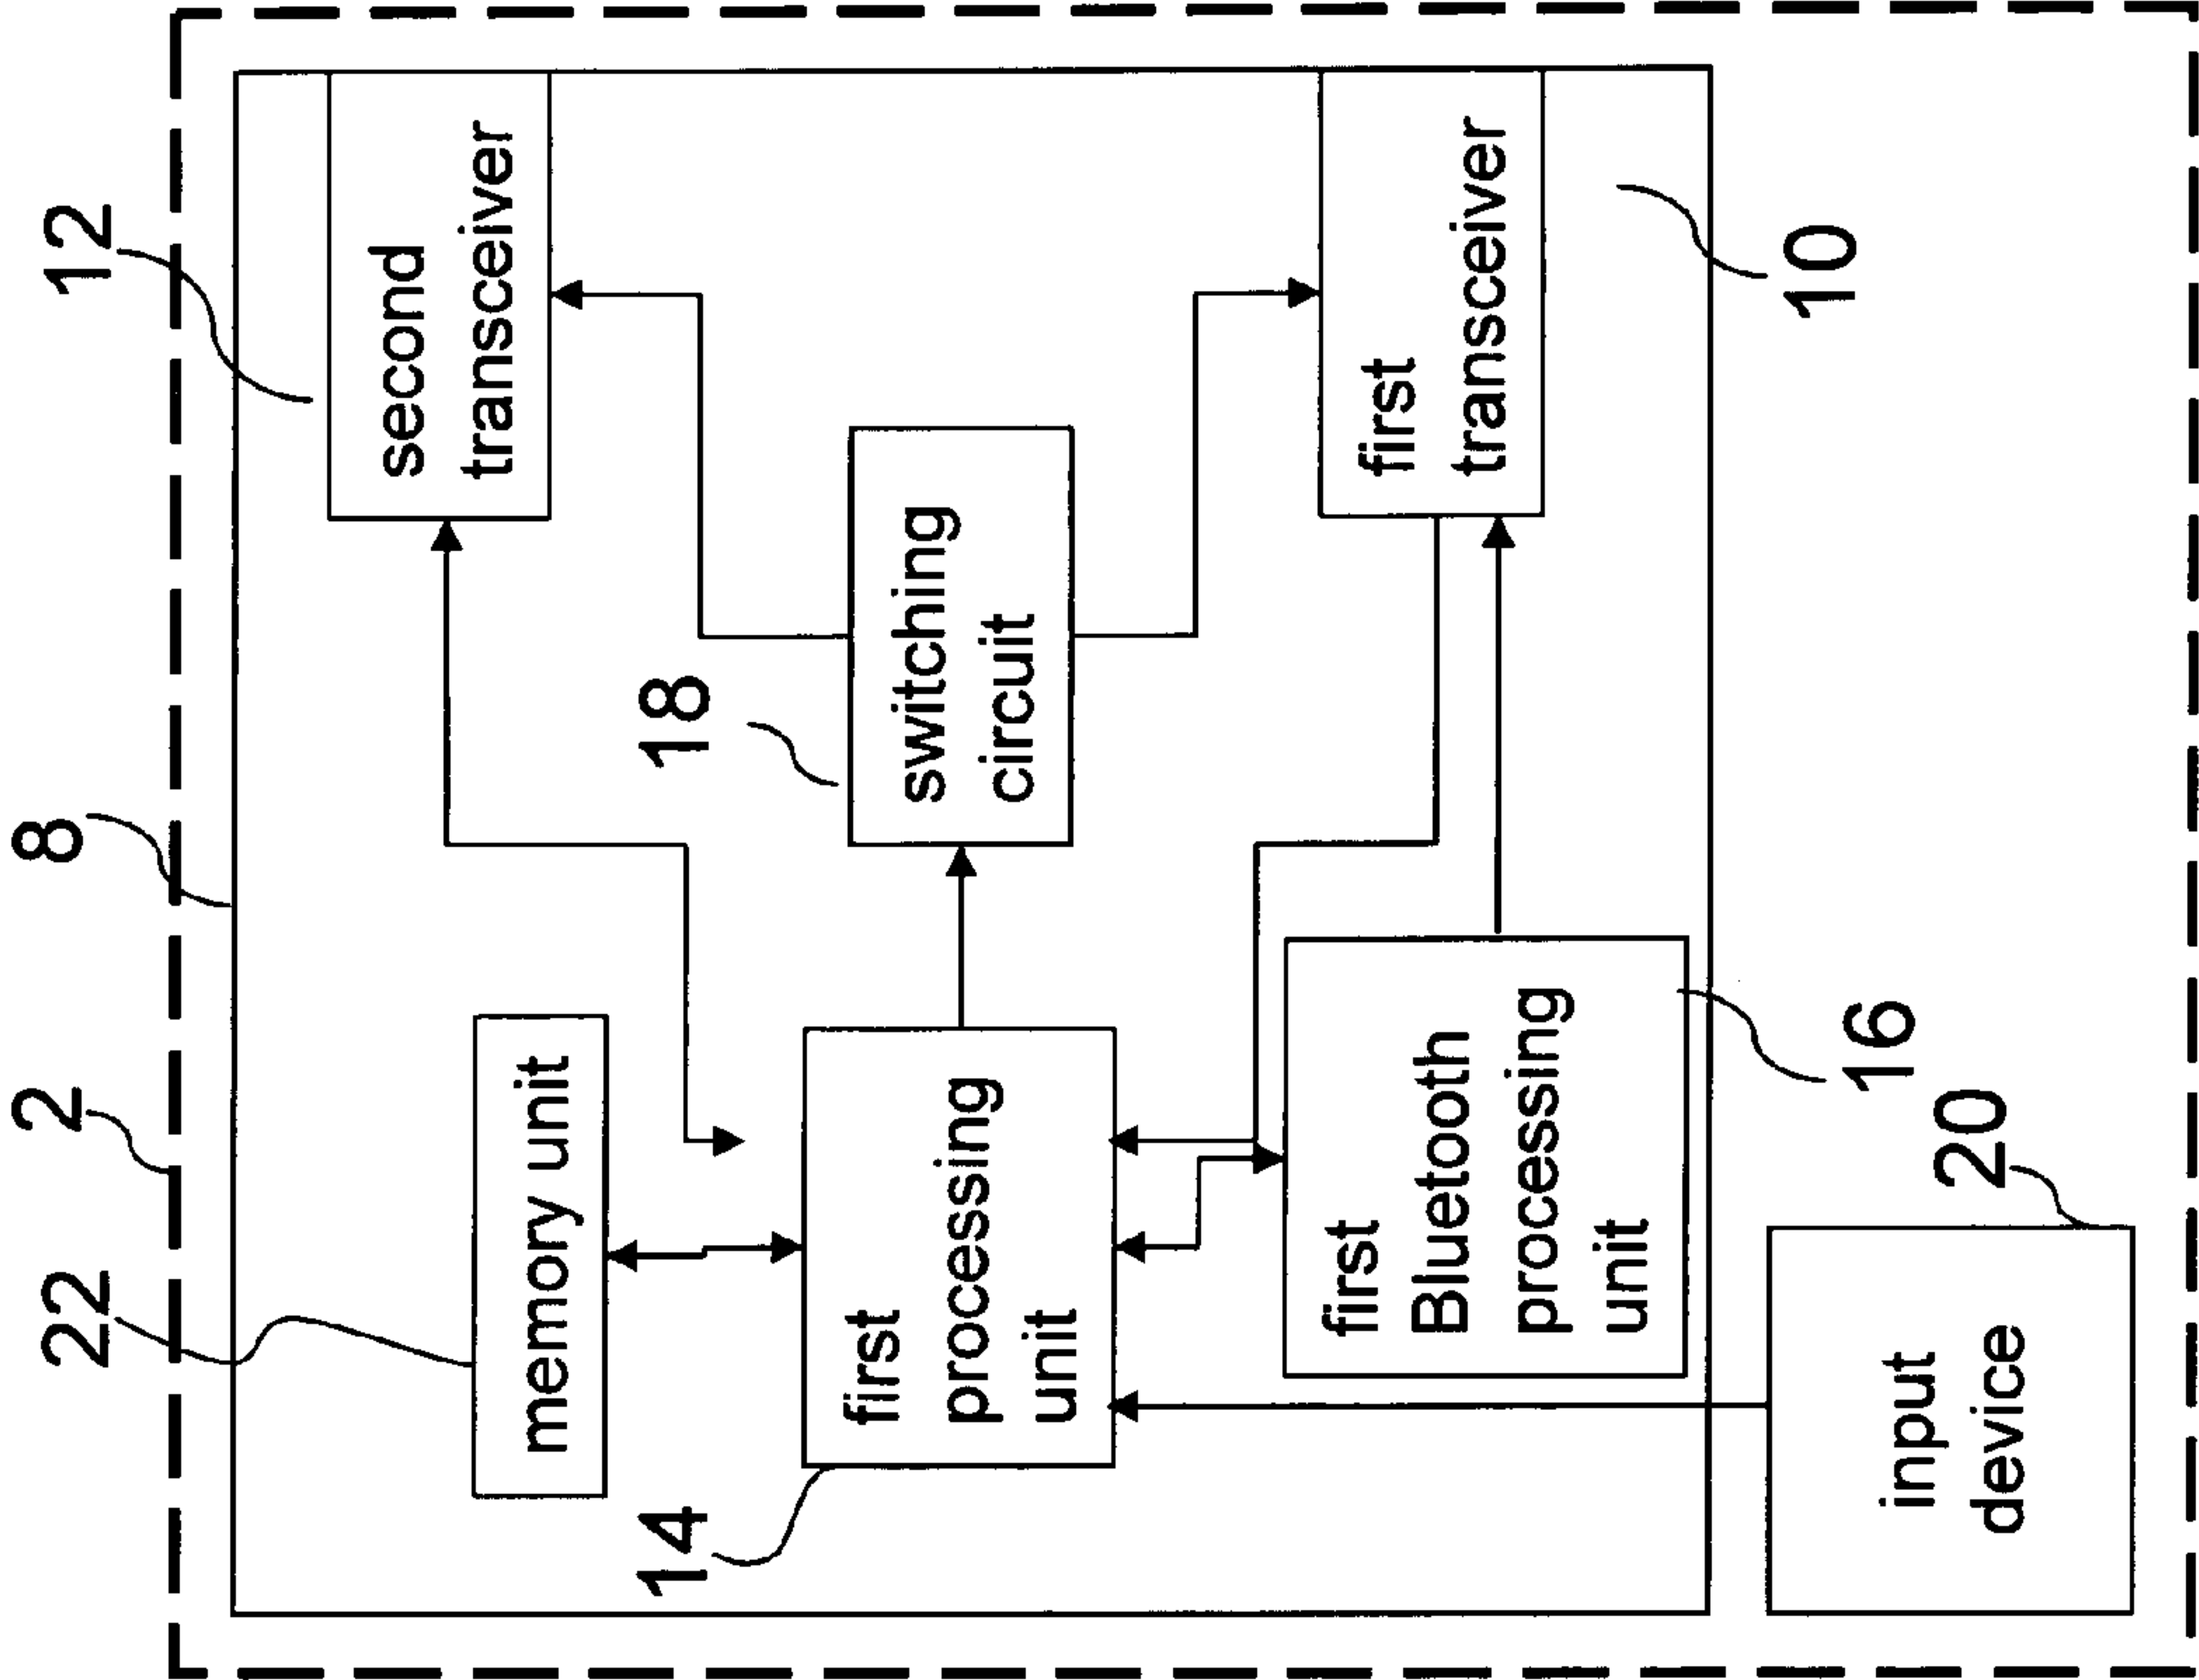 22
2
8
12
second
transceiver
memory unit
14
18
first
processing
unit
switching
circuit
first
Bluetooth
processing
unit
first
transceiver
16
10
input
device
20